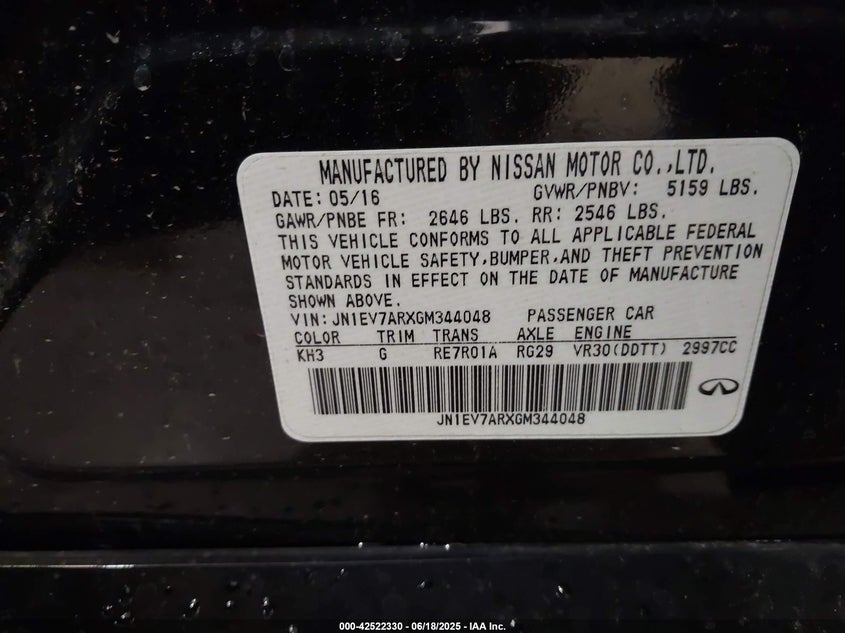 MANUFACTURED BY NISSAN MOTOR CO.,LTD.
DATE: 05/16 GVWR/PNBV: 5159 LBS.
GAWR/PNBE FR: 2646 LBS. RR: 2546 LBS.
THIS VEHICLE CONFORMS TO ALL APPLICABLE FEDERAL
MOTOR VEHICLE SAFETY,BUMPER,AND THEFT PREVENTION
STANDARDS IN EFFECT ON THE DATE OF MANUFACTURE
SHOWN ABOVE.
VIN: JN1EV7ARXGM344048 PASSENGER CAR
COLOR TRIM TRANS AXLE ENGINE
KH3 G RE7R01A RG29 VR30(DDTT) 2997CC
JN1EV7ARXGM344048
000-42522330 - 06/18/2025 - IAA Inc.